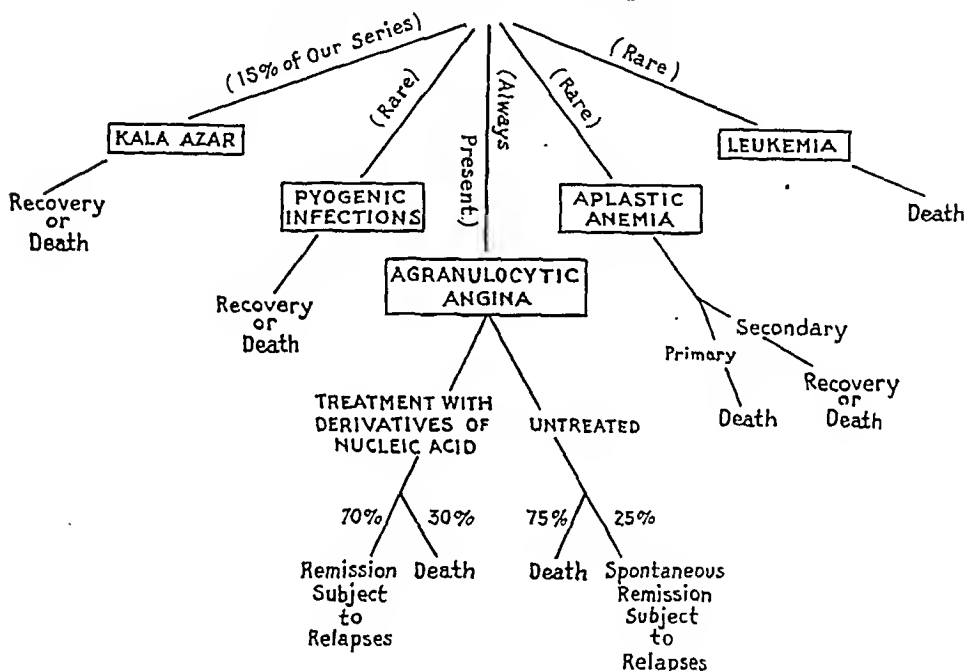 (15% of Our Series)
(Rare)
(Always
Present.)
(Rare)
(Rare)
KALA AZAR
Recovery
or
Death
PYOGENIC
INFECTIONS
Recovery
or
Death
AGRANULOCYTIC
ANGINA
APLASTIC
ANEMIA
LEUKEMIA
Death
Primary
Secondary
Death
Recovery
or
Death
TREATMENT WITH
DERIVATIVES OF
NUCLEIC ACID
UNTREATED
70%
30%
75%
25%
Remission
Subject
to
Relapses
Death
Death
Spontaneous
Remission
Subject
to
Relapses